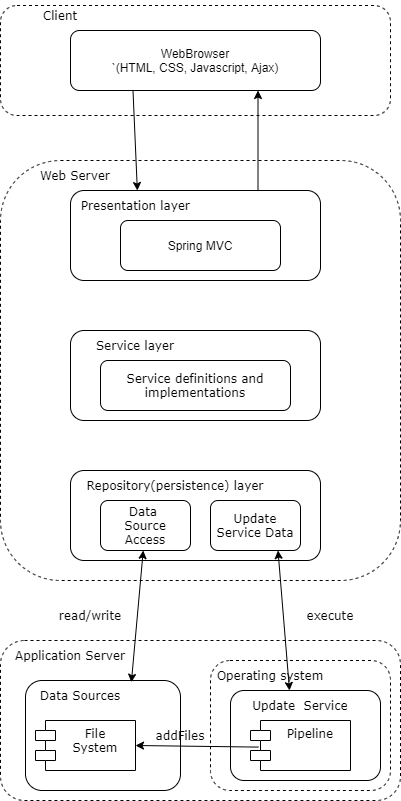 Client
WebBrowser
`(HTML, CSS, Javascript, Ajax)
Web Server
Presentation layer
Spring MVC
Service layer
Service definitions and
implementations
Repository(persistence) layer
Data
Source
Access
Update
Service Data
read/write
execute
Application Server
Operating system
Data Sources
Update  Service
File
System
addFiles
Pipeline